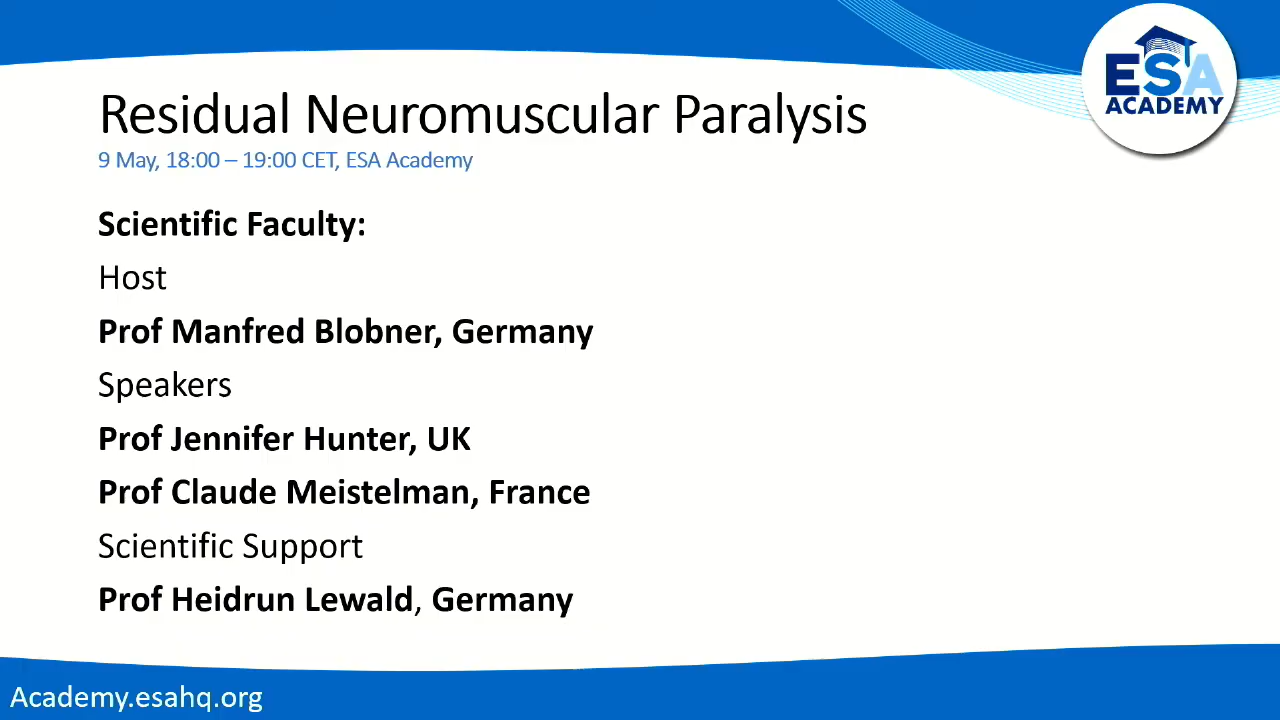 ESA
ACADEMY
Residual Neuromuscular Paralysis
9 May, 18:00 – 19:00 CET, ESA Academy
Scientific Faculty:
Host
Prof Manfred Blobner, Germany
Speakers
Prof Jennifer Hunter, UK
Prof Claude Meistelman, France
Scientific Support
Prof Heidrun Lewald, Germany
Academy.esahq.org